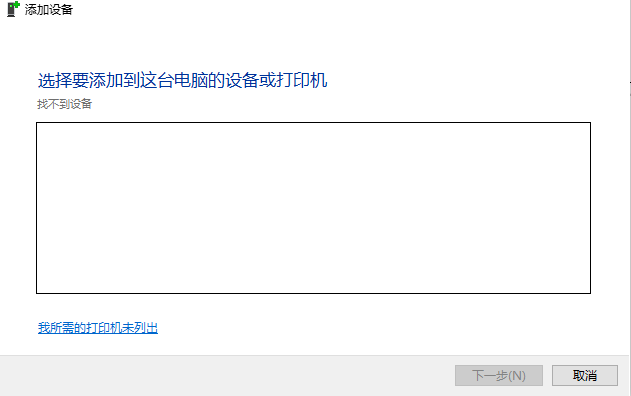 添加设备
选择要添加到这台电脑的设备或打印机
找不到设备
我所需的打印机未列出
下一步(N)
取消